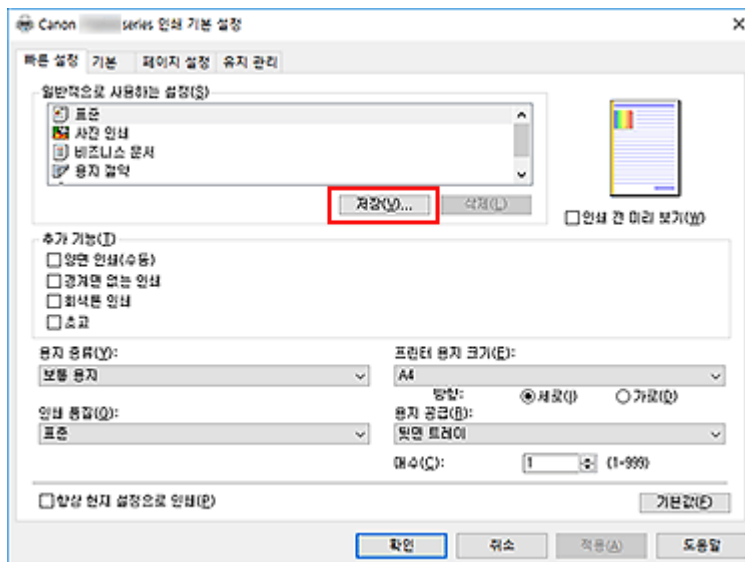 Canon series 인쇄 기본 설정
빠른 설정 기본 페이지 설정 유지 관리
일반적으로 사용하는 설정(S)
표준
사진 인쇄
비즈니스 문서
용지 절약
저장(V)... 삭제(L)
인쇄 전 미리 보기(W)
추가 기능(T)
양면 인쇄(수동)
경계면 없는 인쇄
회색톤 인쇄
초고
용지 종류(Y): 프린터 용지 크기(E):
보통 용지 A4
방향: 세로(J) 가로(D)
인쇄 품질(Q): 용지 공급(R):
표준 뒷면 트레이
매수(C): 1 (1-999)
항상 현재 설정으로 인쇄(P) 기본값(F)
확인 취소 적용(A) 도움말